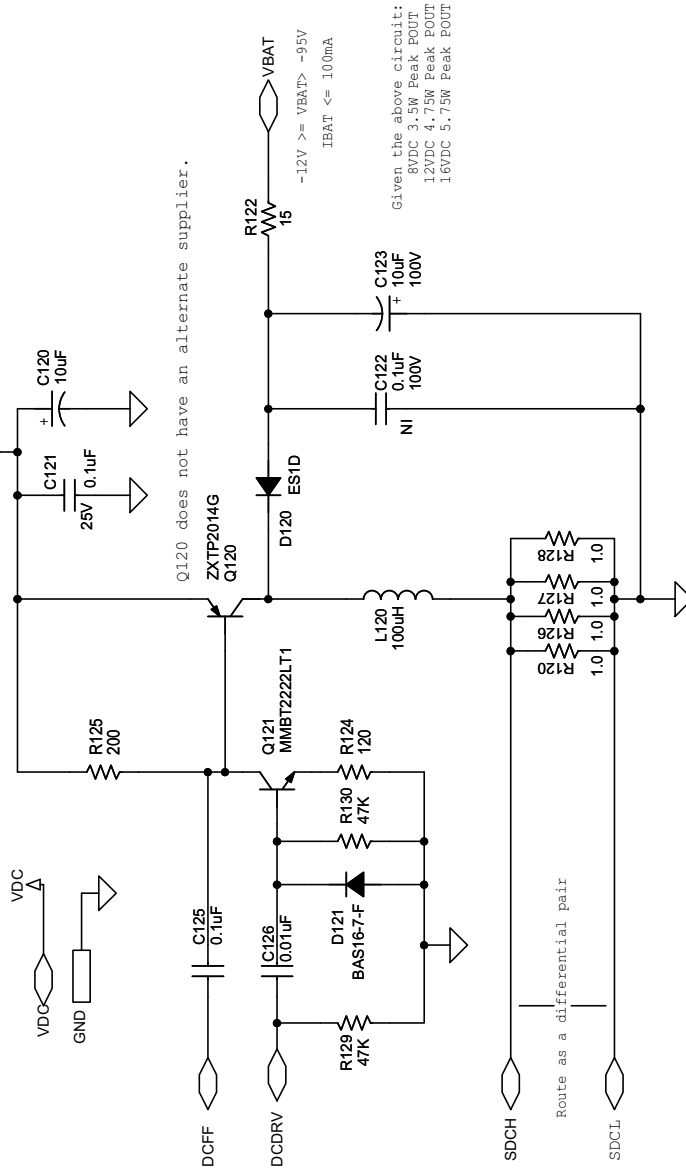 VDC
VDC
GND
DCFF
DCDRV
SDCH
SDCL
Route as a differential pair
C125
0.1uF
C126
0.01uF
R129
47K
D121
BAS16-7-F
R130
47K
R124
120
Q121
MMBT2222LT1
R125
200
ZXTP2014G
Q120
Q120 does not have an alternate supplier.
C121
0.1uF
25V
C120
10uF
+
L120
100uH
D120
ES1D
R120
1.0
R126
1.0
R127
1.0
R128
1.0
C122
0.1uF
100V
NI
C123
10uF
100V
+
R122
15
VBAT
-12V >= VBAT> -95V
IBAT <= 100mA
Given the above circuit:
8VDC 3.5W Peak POUT
12VDC 4.75W Peak POUT
16VDC 5.75W Peak POUT